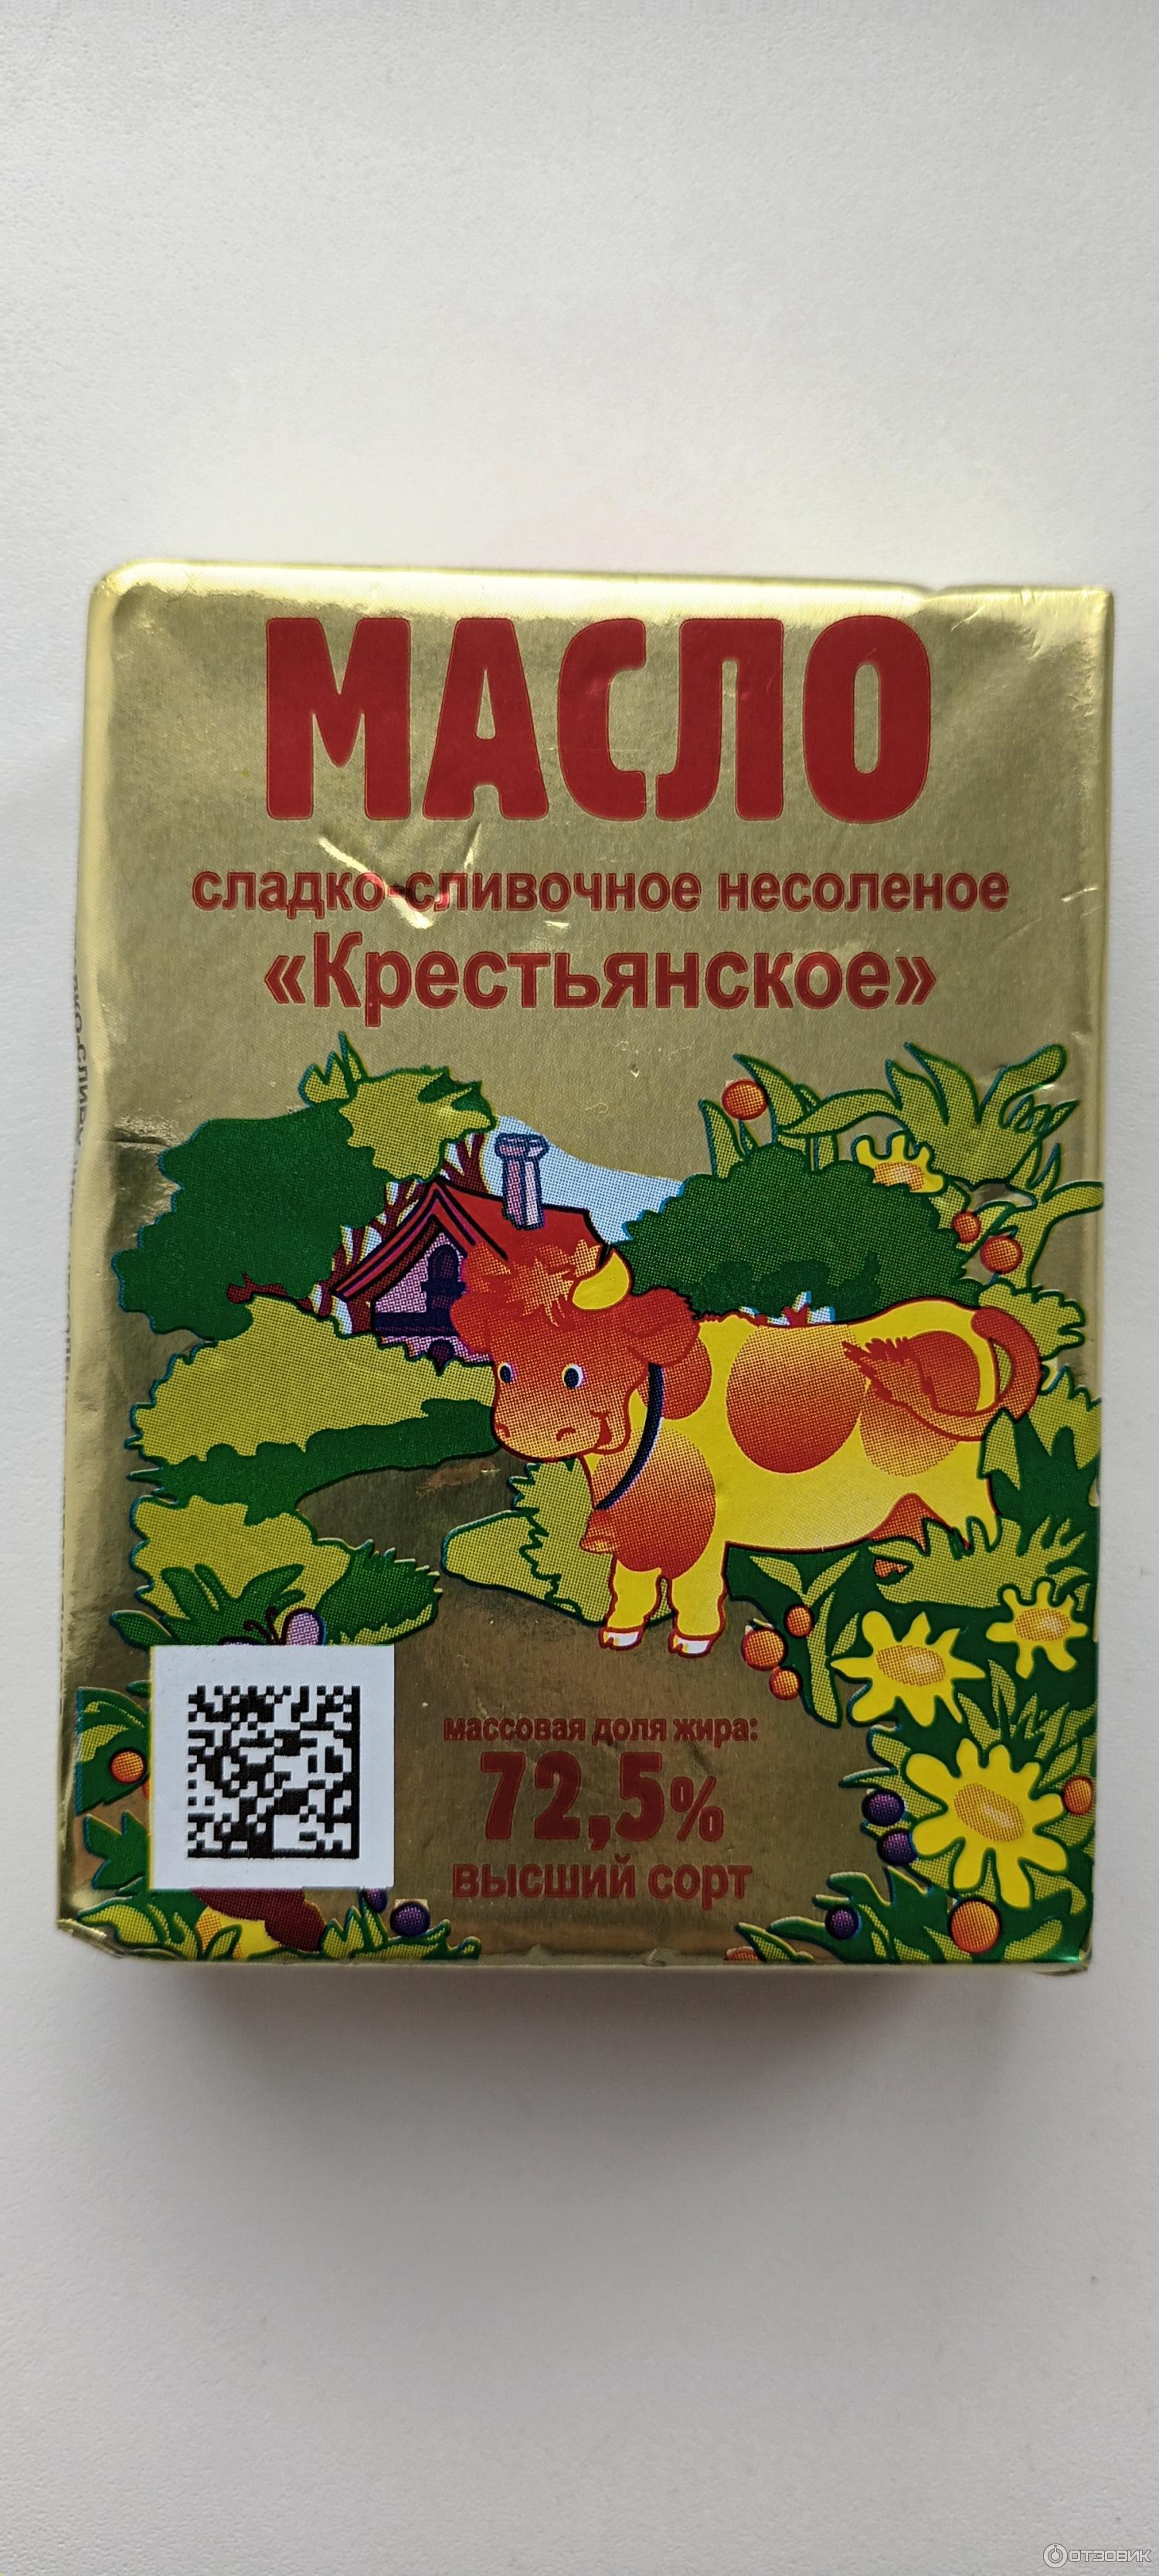 МАСЛО
сладко-сливочное несоленое
«Крестьянское»
массовая доля жира:
72,5%
высший сорт
ОТЗОВИК